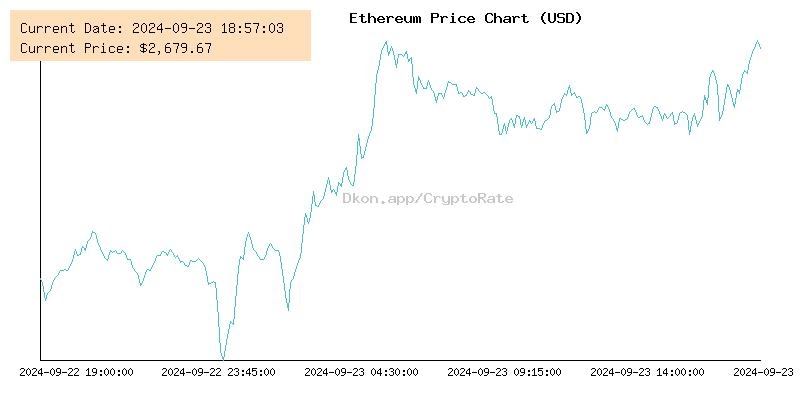 Ethereum Price Chart (USD)
Current Date: 2024-09-23 18:57:03
Current Price: $2,679.67
Dkon.app/CryptoRate
2024-09-22 19:00:00 2024-09-22 23:45:00 2024-09-23 04:30:00 2024-09-23 09:15:00 2024-09-23 14:00:00 2024-09-23